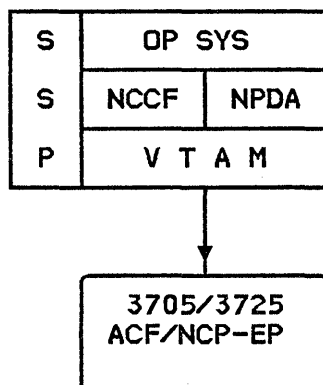 S OP SYS
S NCCF NPDA
P V T A M
3705/3725
ACF/NCP-EP